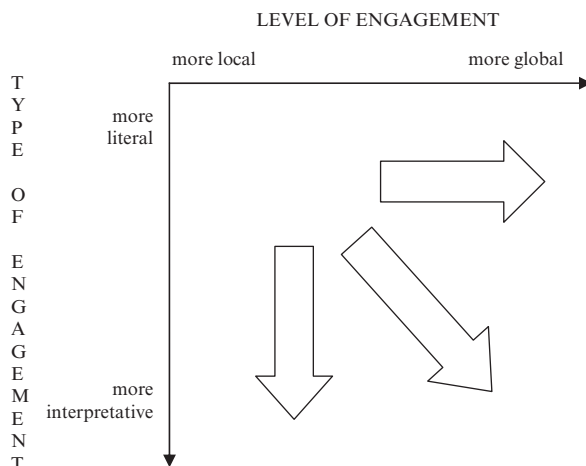 LEVEL OF ENGAGEMENT
more local
more global
more
literal
more
interpretative
T
Y
P
E
O
F
E
N
G
A
G
E
M
E
N
T